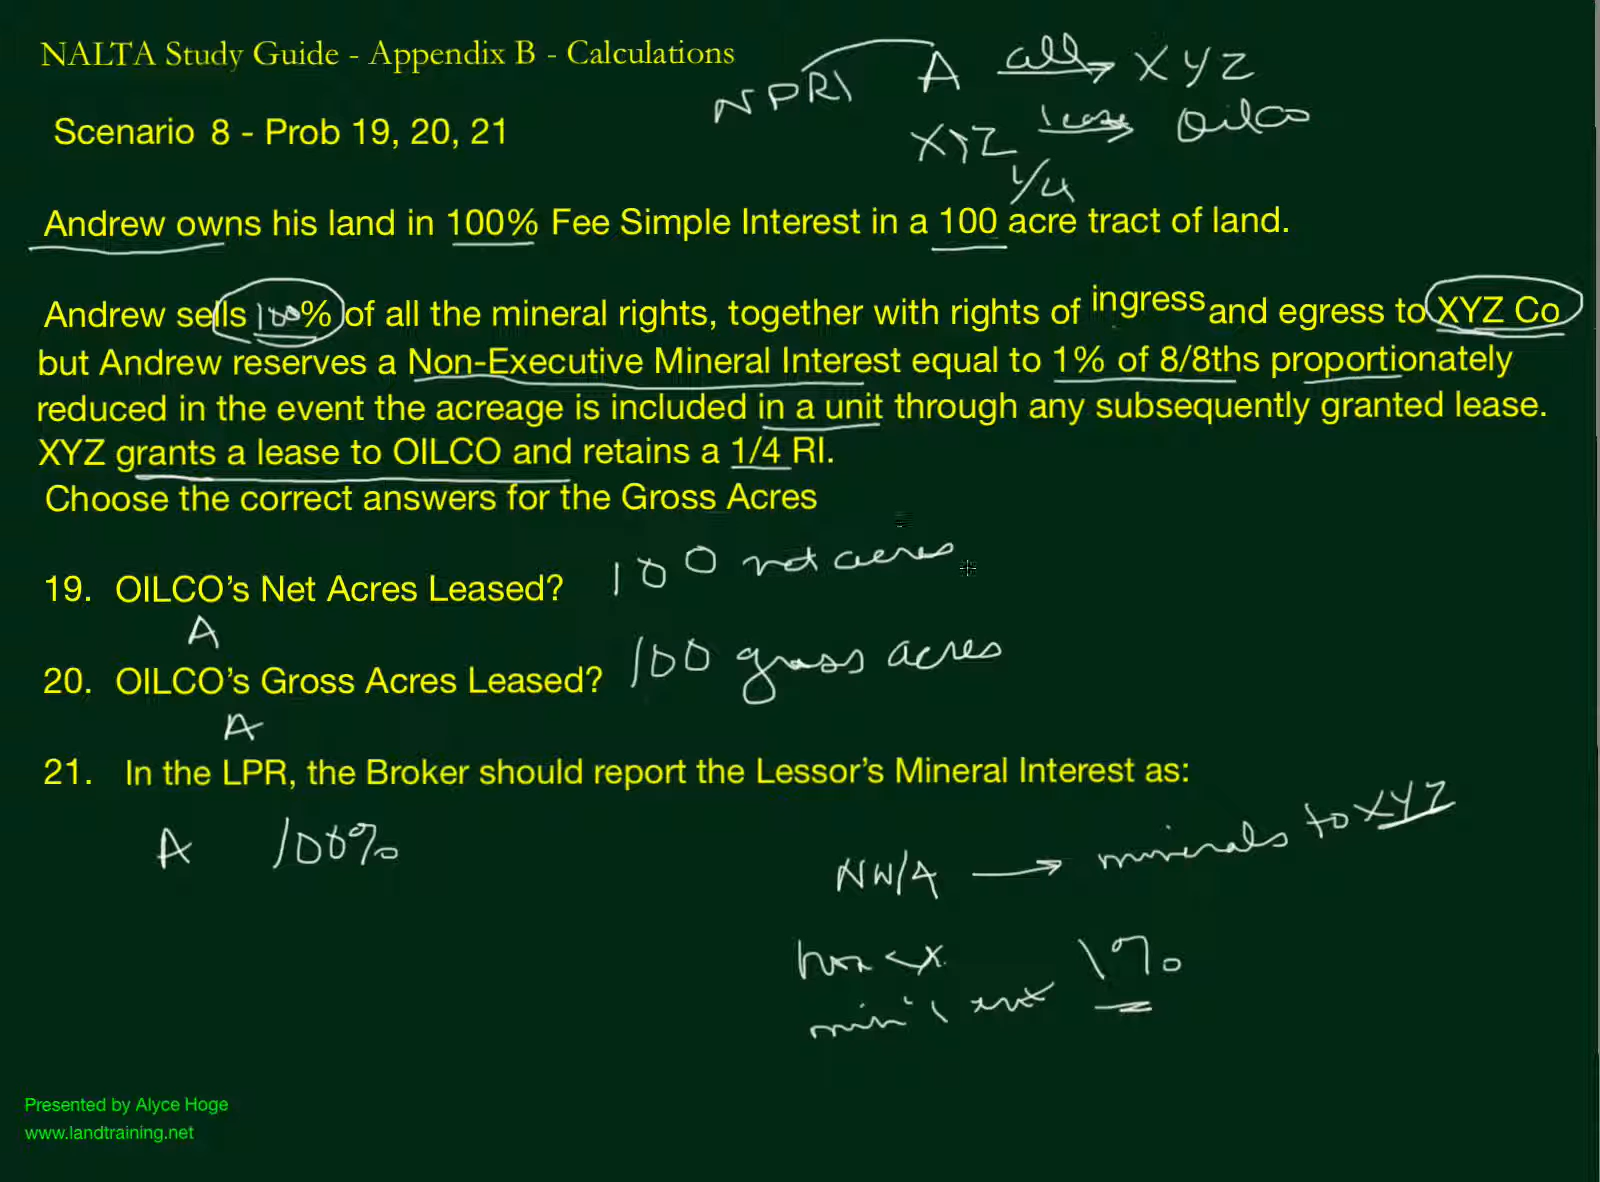 NALTA Study Guide - Appendix B - Calculations
NPRI A all XYZ
XYZ lease Oilco
1/4
Scenario 8 - Prob 19, 20, 21
Andrew owns his land in 100% Fee Simple Interest in a 100 acre tract of land.
Andrew sells 100% of all the mineral rights, together with rights of ingress and egress to XYZ Co
but Andrew reserves a Non-Executive Mineral Interest equal to 1% of 8/8ths proportionately
reduced in the event the acreage is included in a unit through any subsequently granted lease.
XYZ grants a lease to OILCO and retains a 1/4 RI.
Choose the correct answers for the Gross Acres
19. OILCO's Net Acres Leased? 100 net acres
A
20. OILCO's Gross Acres Leased? 100 gross acres
A
21. In the LPR, the Broker should report the Lessor's Mineral Interest as:
A 100%
minerals to XYZ
1%
Presented by Alyce Hoge
www.landtraining.net